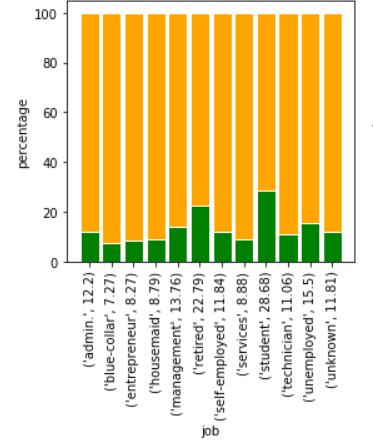 100
80
60
40
20
0
percentage
('admin.', 12.2)
('blue-collar', 7.27)
('entrepreneur', 8.27)
('housemaid', 8.79)
('management', 13.76)
('retired', 22.79)
('self-employed', 11.84)
('services', 8.88)
('student', 28.68)
('technician', 11.06)
('unemployed', 15.5)
('unknown', 11.81)
job